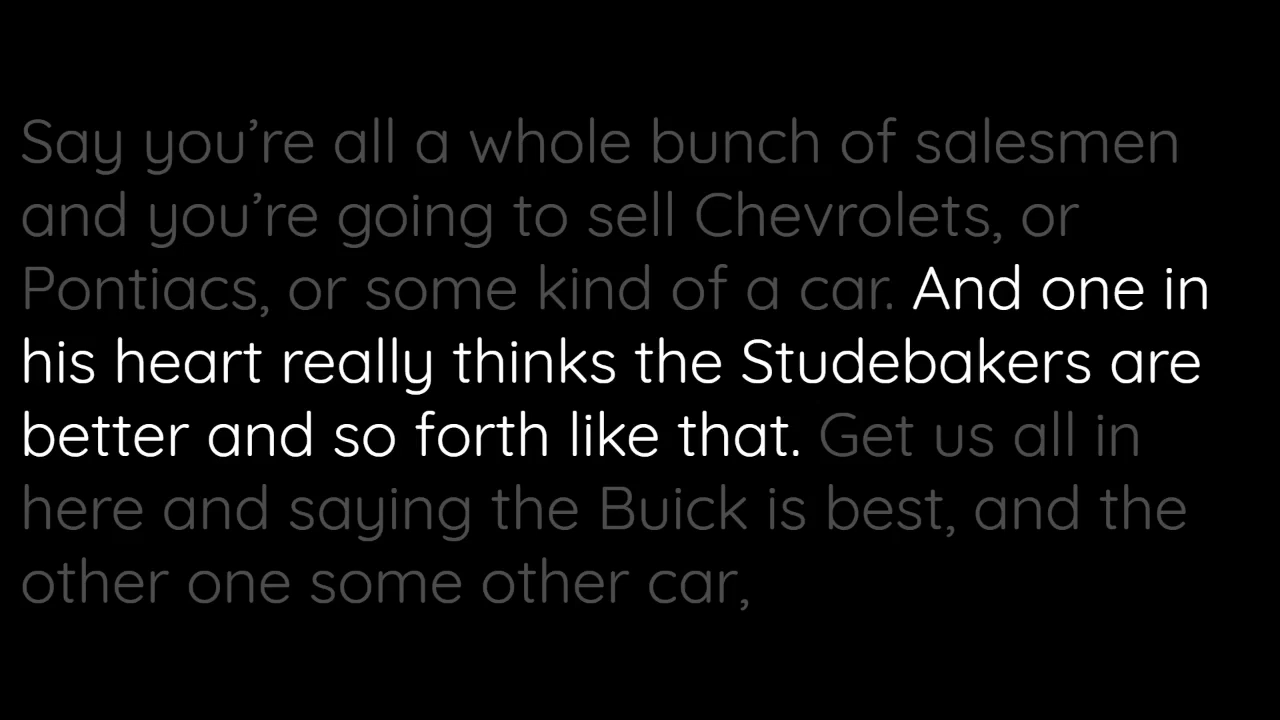 Say you’re all a whole bunch of salesmen
and you’re going to sell Chevrolets, or
Pontiacs, or some kind of a car. And one in
his heart really thinks the Studebakers are
better and so forth like that. Get us all in
here and saying the Buick is best, and the
other one some other car,